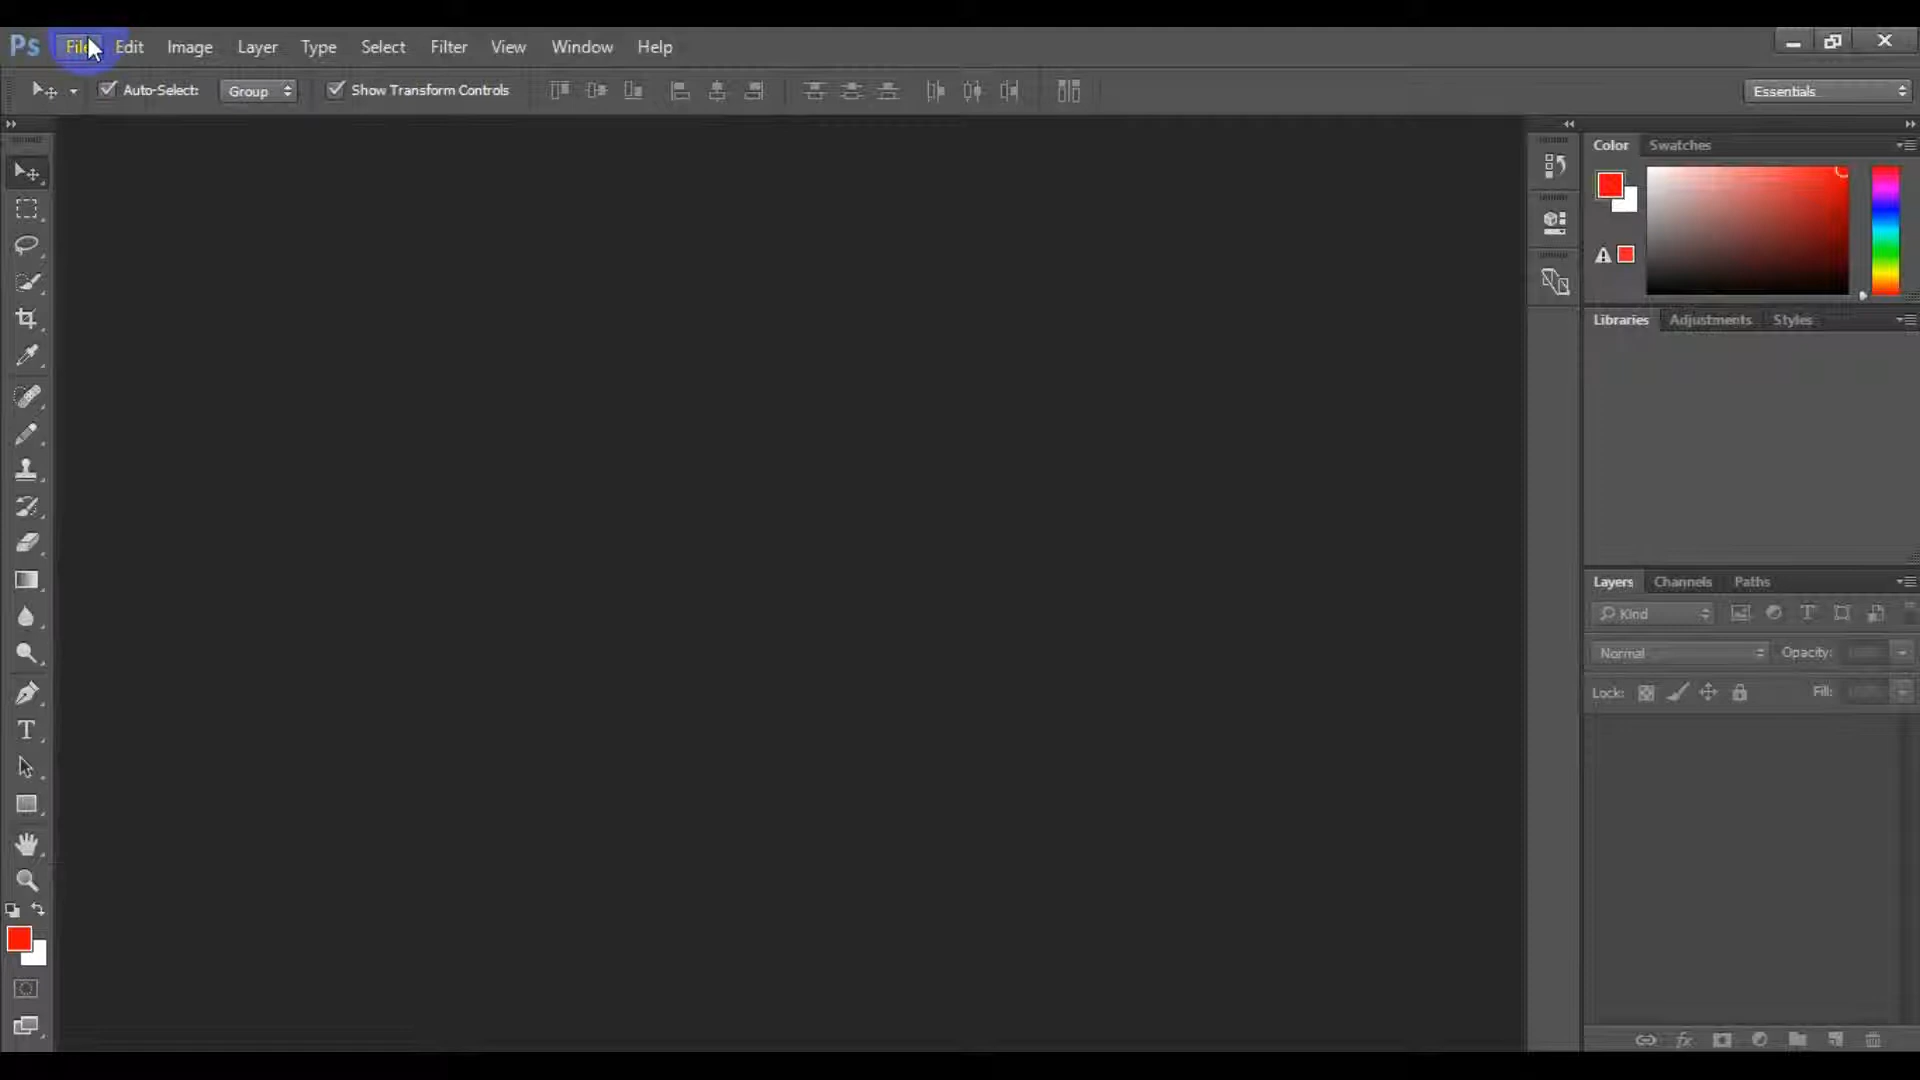 Ps File Edit Image Layer Type Select Filter View Window Help
Auto-Select: Group Show Transform Controls Essentials
Color Swatches
Libraries Adjustments Styles
Layers Channels Paths
Kind T
Normal Opacity:
Lock: Fill:
T
fx